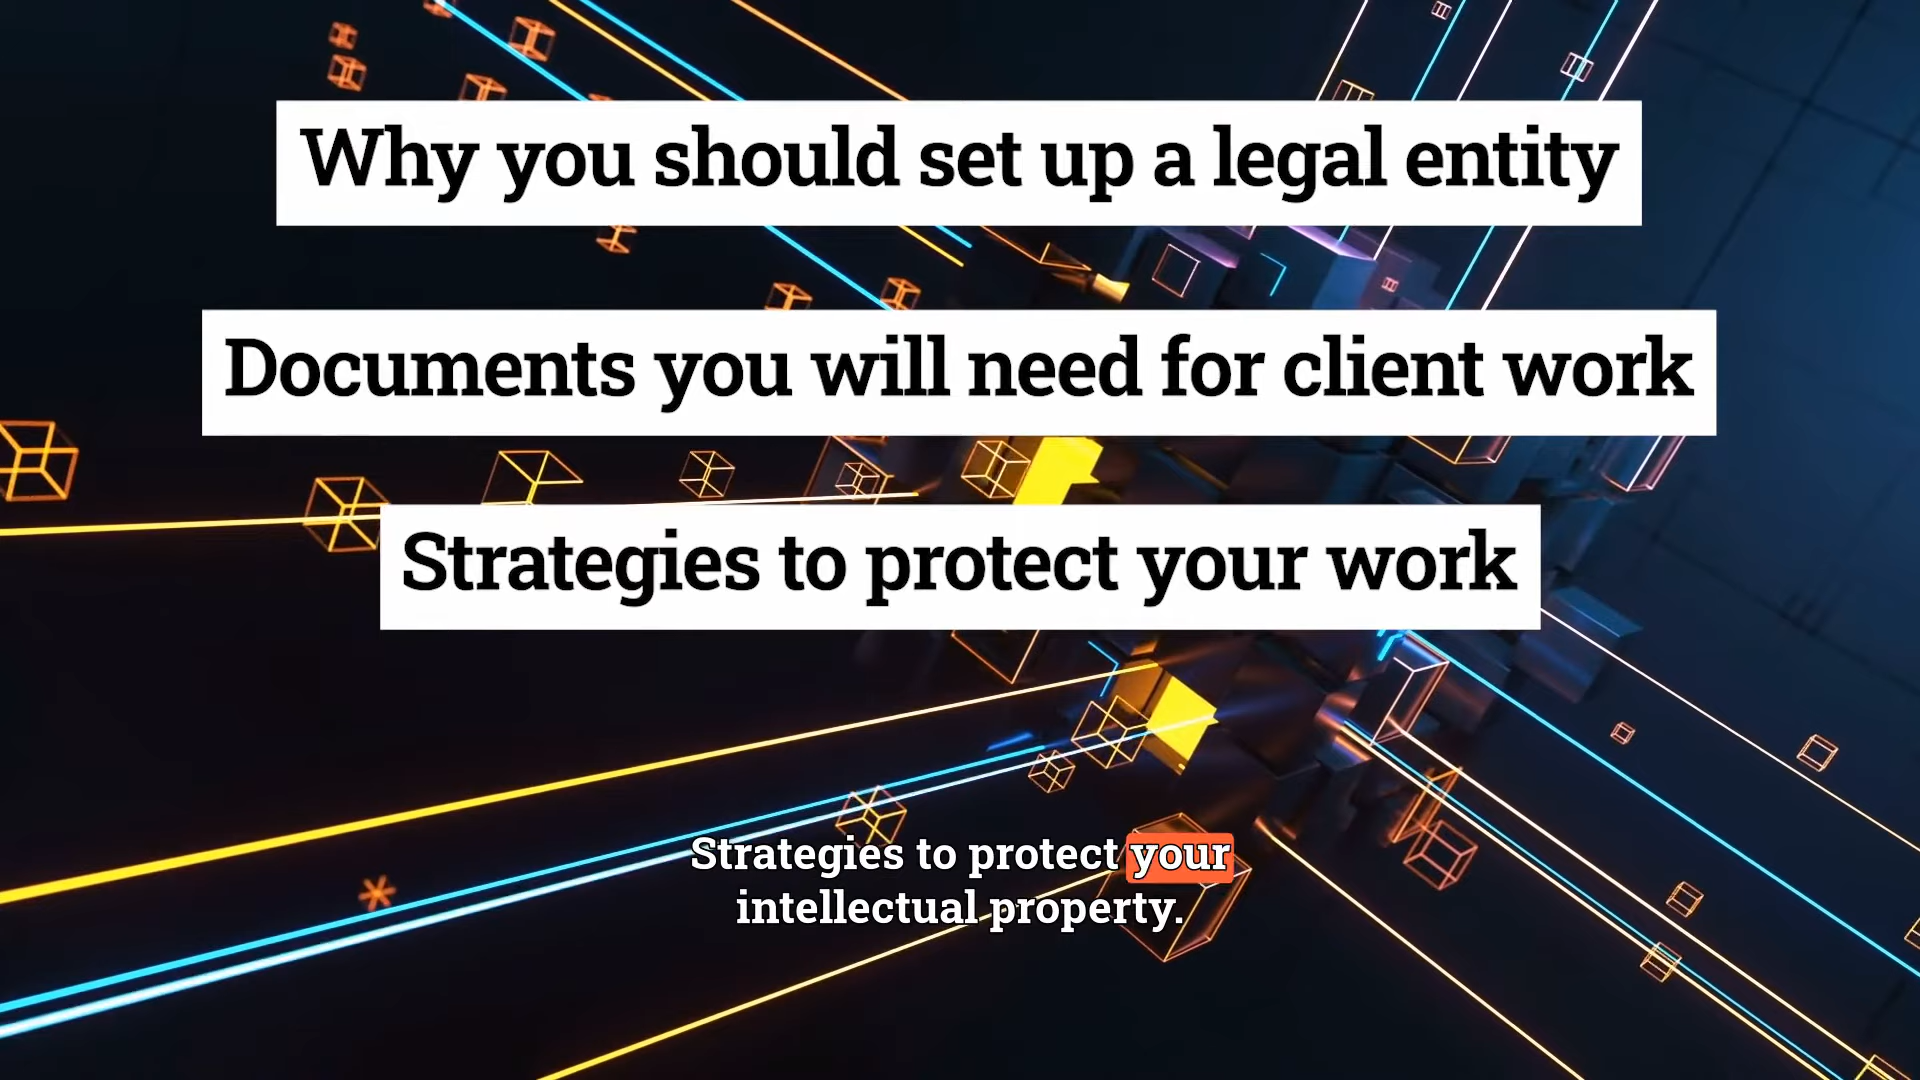 Why you should set up a legal entity
Documents you will need for client work
Strategies to protect your work
Strategies to protect your
intellectual property.